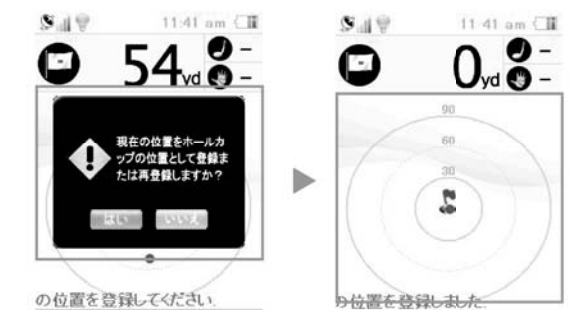 11:41 am
54yd
-
-
現在の位置をホールカ
ップの位置として登録ま
たは再登録しますか？
はい
いいえ
の位置を登録してください.
11 41 am
0yd
-
-
90
60
30
の位置を登録しました.